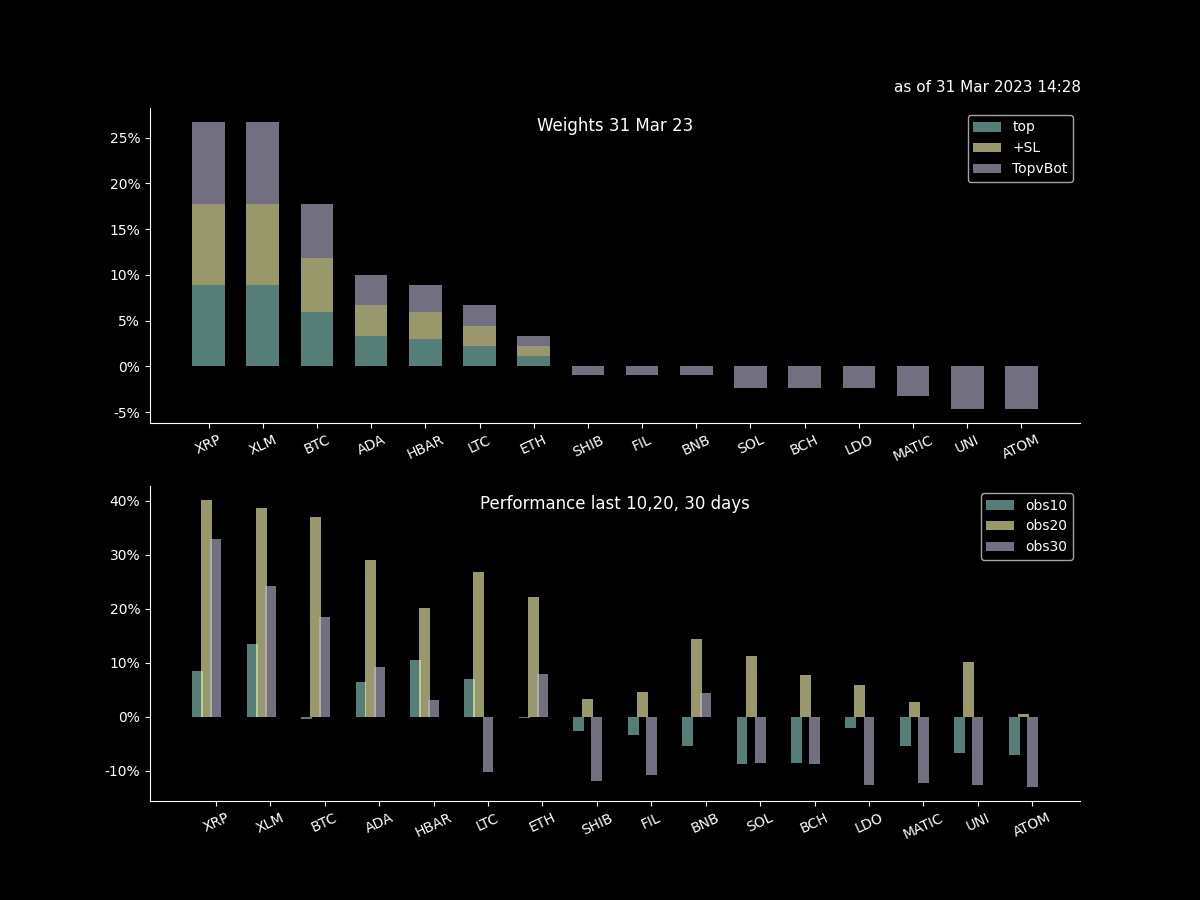 as of 31 Mar 2023 14:28
Weights 31 Mar 23
top
+SL
TopvBot
25%
20%
15%
10%
5%
0%
-5%
XRP XLM BTC ADA HBAR LTC ETH SHIB FIL BNB SOL BCH LDO MATIC UNI ATOM
Performance last 10,20, 30 days
obs10
obs20
obs30
40%
30%
20%
10%
0%
-10%
XRP XLM BTC ADA HBAR LTC ETH SHIB FIL BNB SOL BCH LDO MATIC UNI ATOM